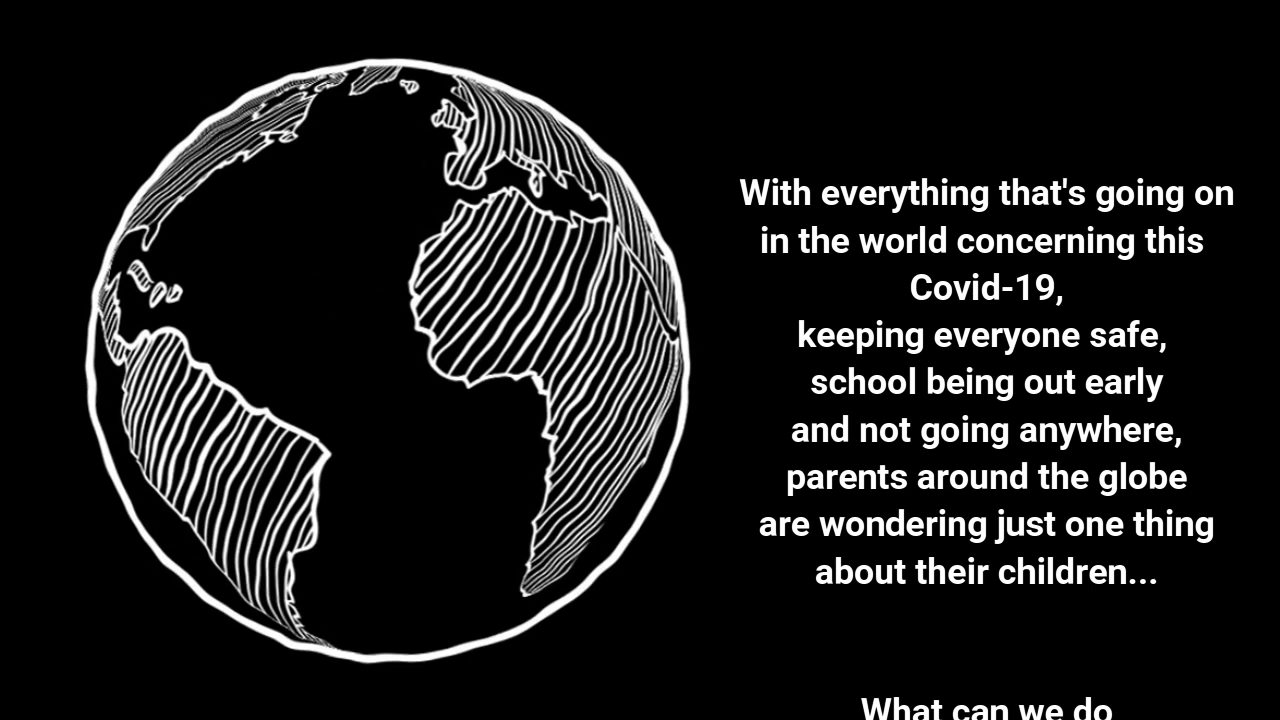 With everything that's going on
in the world concerning this
Covid-19,
keeping everyone safe,
school being out early
and not going anywhere,
parents around the globe
are wondering just one thing
about their children...
What can we do